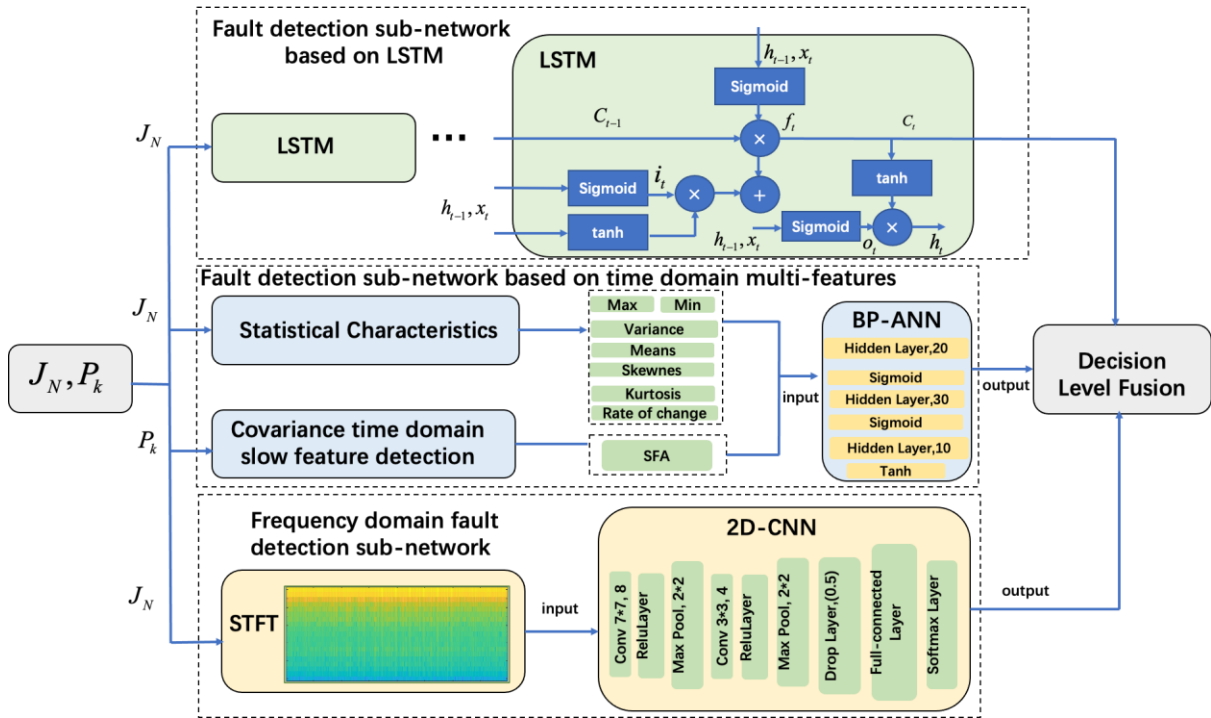 Fault detection sub-network
based on LSTM
LSTM
h_{t-1}, x_t
Sigmoid
J_N
LSTM
...
C_{t-1}
×
f_t
C_t
tanh
Sigmoid
i_t
×
+
h_{t-1}, x_t
tanh
h_{t-1}, x_t
Sigmoid
o_t
×
h_t
Fault detection sub-network based on time domain multi-features
J_N
Statistical Characteristics
Max
Min
Variance
Means
Skewnes
Kurtosis
Rate of change
input
BP-ANN
Hidden Layer,20
Sigmoid
Hidden Layer,30
Sigmoid
Hidden Layer,10
Tanh
output
Decision
Level Fusion
J_N, P_k
P_k
Covariance time domain
slow feature detection
SFA
Frequency domain fault
detection sub-network
J_N
STFT
input
2D-CNN
Conv 7*7, 8
ReluLayer
Max Pool, 2*2
Conv 3*3, 4
ReluLayer
Max Pool, 2*2
Drop Layer,(0.5)
Full-connected
Layer
Softmax Layer
output